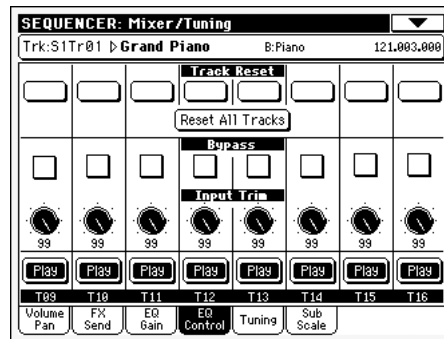 SEQUENCER: Mixer/Tuning
Trk:S1Tr01 ▷Grand Piano B:Piano 121.003.000
Track Reset
Reset All Tracks
Bypass
Input Trim
99 99 99 99 99 99 99 99
Play Play Play Play Play Play Play Play
T09 T10 T11 T12 T13 T14 T15 T16
Volume Pan FX Send EQ Gain EQ Control Tuning Sub Scale